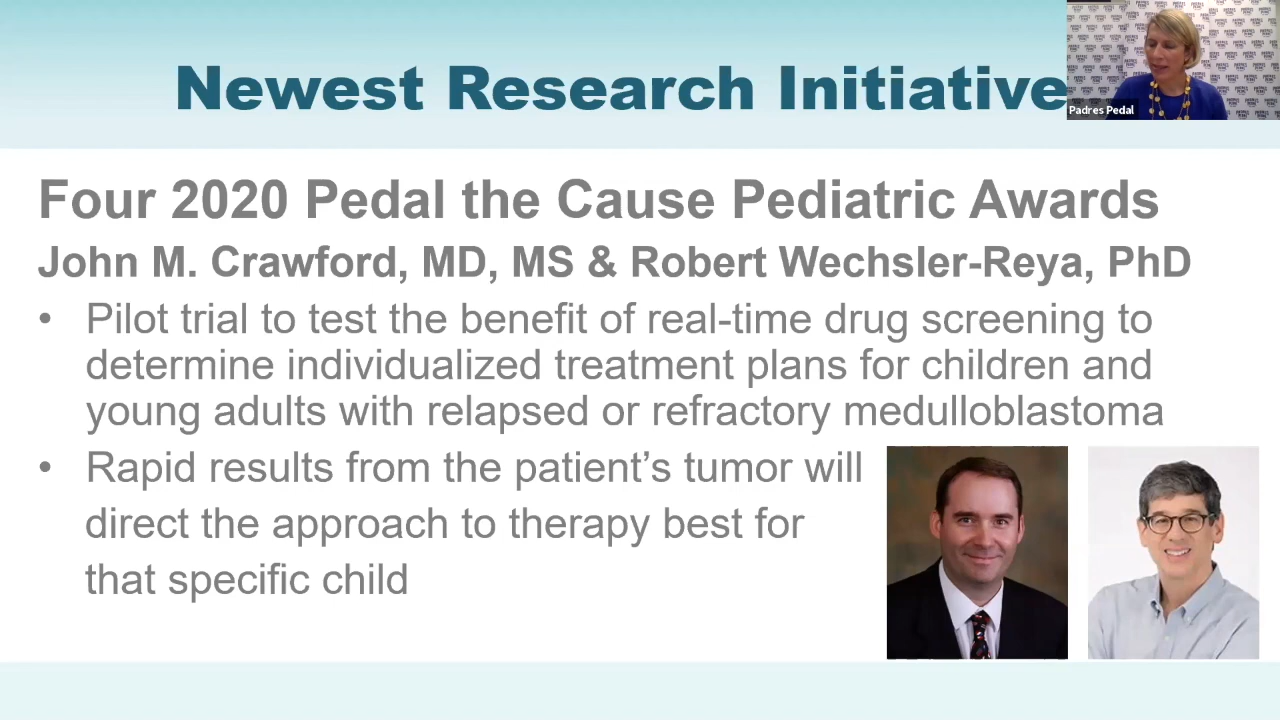 Newest Research Initiative
Padres Pedal
Four 2020 Pedal the Cause Pediatric Awards
John M. Crawford, MD, MS & Robert Wechsler-Reya, PhD
• Pilot trial to test the benefit of real-time drug screening to
determine individualized treatment plans for children and
young adults with relapsed or refractory medulloblastoma
• Rapid results from the patient’s tumor will
direct the approach to therapy best for
that specific child